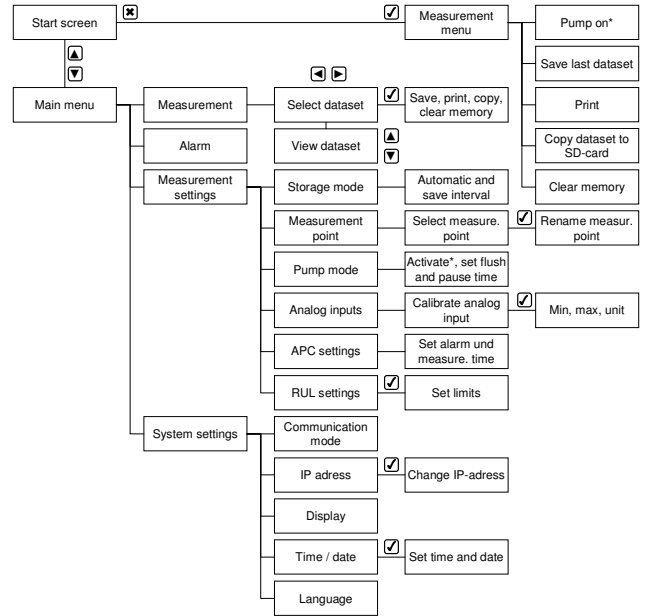 Start screen
Measurement
menu
Pump on*
Save last dataset
Main menu
Measurement
Select dataset
Save, print, copy,
clear memory
Print
Alarm
View dataset
Copy dataset to
SD-card
Measurement
settings
Storage mode
Automatic and
save interval
Clear memory
Measurement
point
Select measure.
point
Rename measur.
point
Pump mode
Activate*, set flush
and pause time
Analog inputs
Calibrate analog
input
Min, max, unit
APC settings
Set alarm und
measure. time
RUL settings
Set limits
System settings
Communication
mode
IP adress
Change IP-adress
Display
Time / date
Set time and date
Language